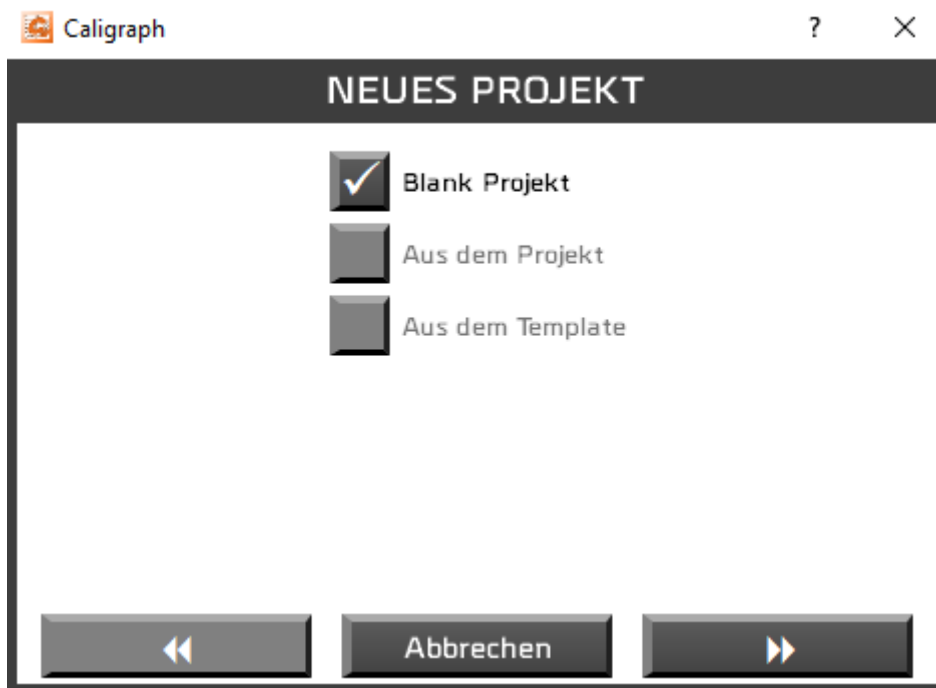 Caligraph
NEUES PROJEKT
Blank Projekt
Aus dem Projekt
Aus dem Template
Abbrechen